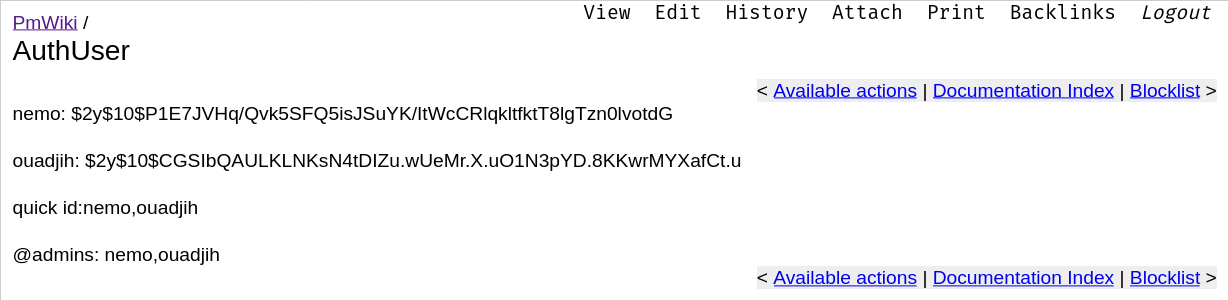 PmWiki /
View Edit History Attach Print Backlinks Logout
AuthUser
< Available actions | Documentation Index | Blocklist >
nemo: $2y$10$P1E7JVHq/Qvk5SFQ5isJSuYK/ItWcCRlqkltfktT8lgTzn0lvotdG
ouadjih: $2y$10$CGSIbQAULKLNKsN4tDIZu.wUeMr.X.uO1N3pYD.8KKwrMYXafCt.u
quick id:nemo,ouadjih
@admins: nemo,ouadjih
< Available actions | Documentation Index | Blocklist >